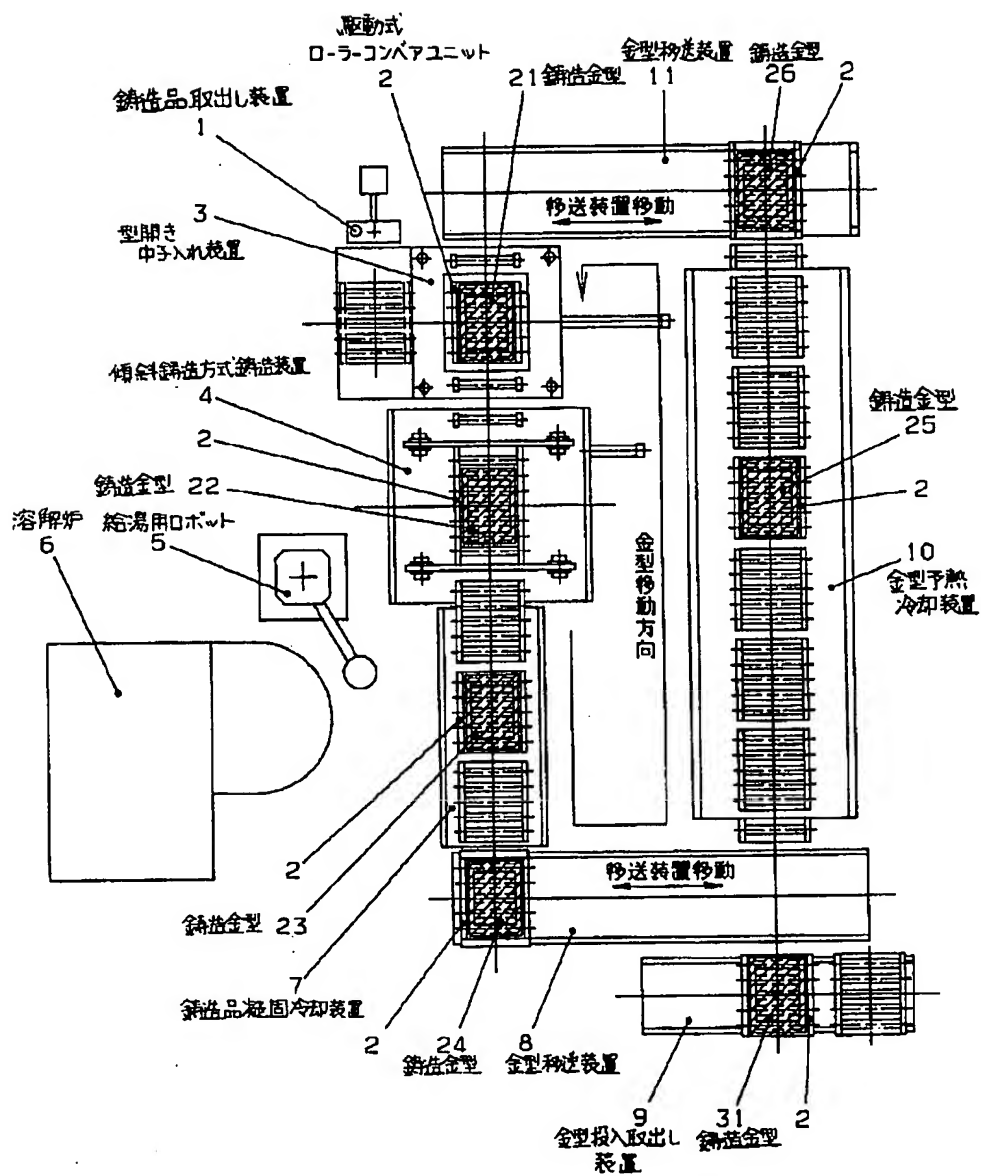 駆動式
ローラーコンベアユニット
2
21 鋳造金型
金型移送装置
11
鋳造金型
26
2
鋳造品取出し装置
1
3
型開き
中子入れ装置
移送装置移動
傾斜鋳造方式鋳造装置
4
2
鋳造金型 22
溶解炉
6
給湯用ロボット
5
鋳造金型
25
2
10
金型予熱
冷却装置
金型移動方向
2
鋳造金型 23
7
鋳造品凝固冷却装置
移送装置移動
2
24
鋳造金型
8
金型移送装置
9
金型投入取出し
装置
31
鋳造金型
2